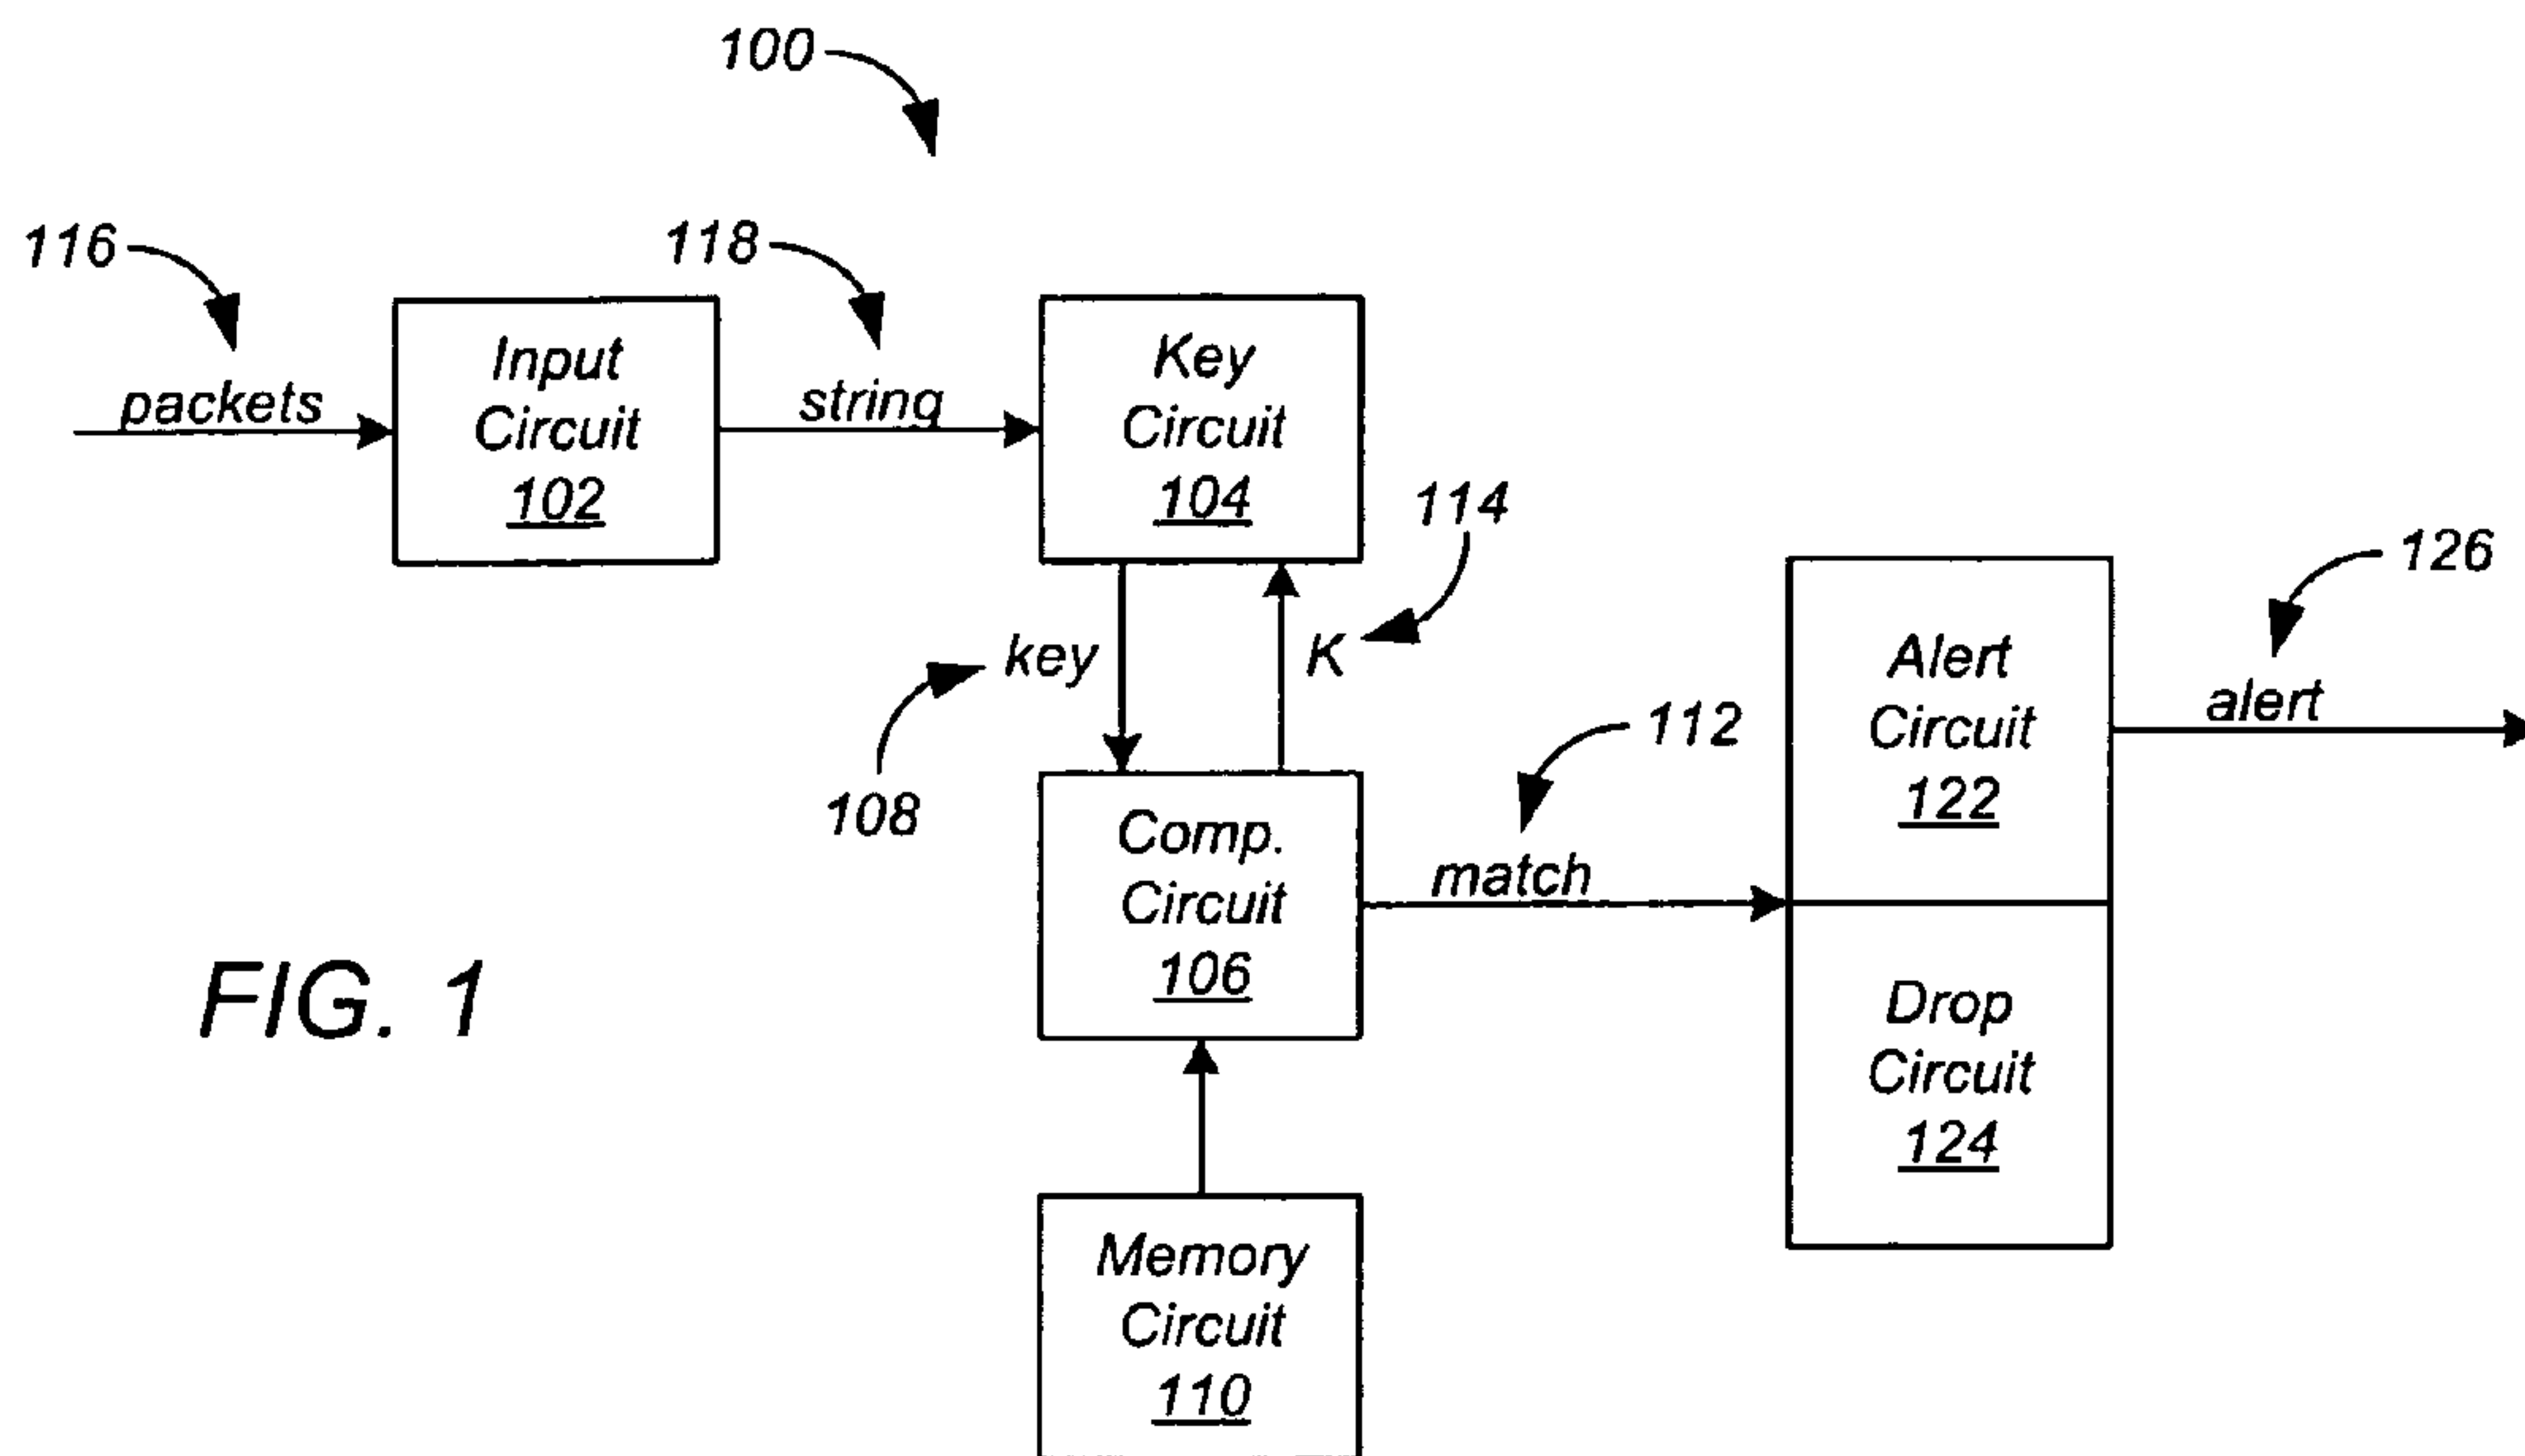 100
116
118
packets
Input
Circuit
102
string
Key
Circuit
104
114
126
key
K
108
112
Alert
Circuit
122
alert
Comp.
Circuit
106
match
FIG. 1
Drop
Circuit
124
Memory
Circuit
110